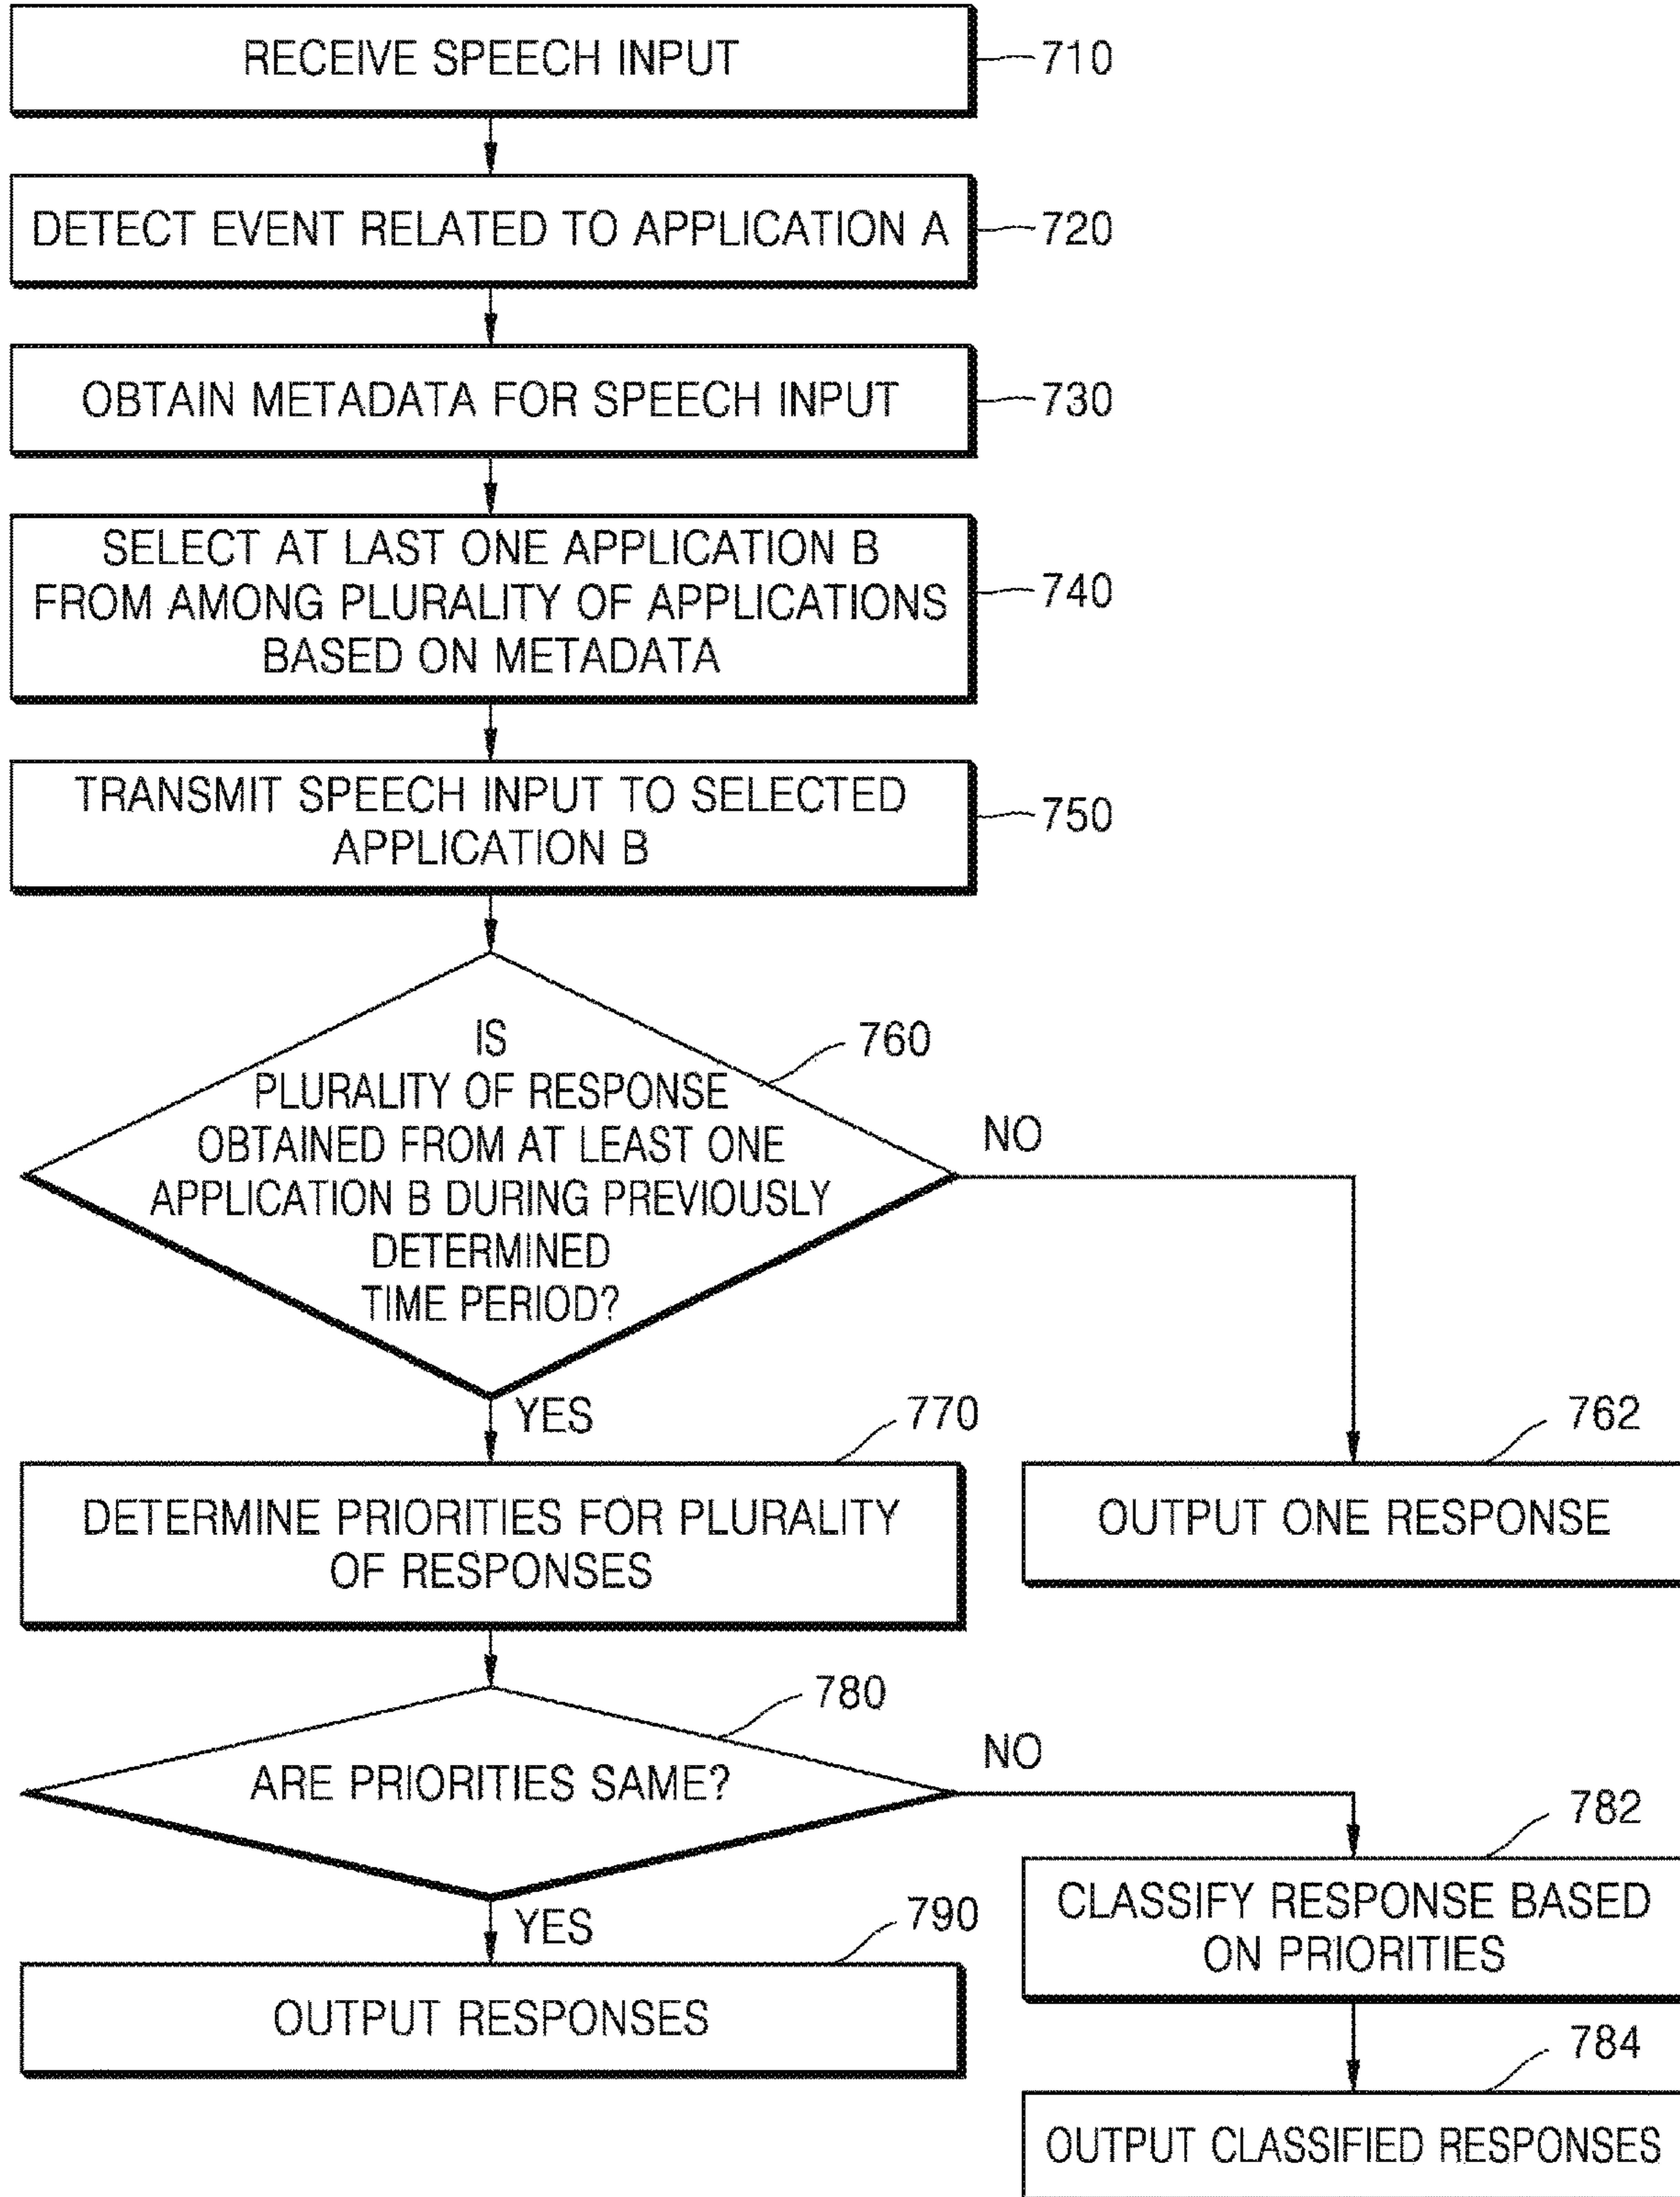 RECEIVE SPEECH INPUT
710
DETECT EVENT RELATED TO APPLICATION A
720
OBTAIN METADATA FOR SPEECH INPUT
730
SELECT AT LAST ONE APPLICATION B
FROM AMONG PLURALITY OF APPLICATIONS
BASED ON METADATA
740
TRANSMIT SPEECH INPUT TO SELECTED
APPLICATION B
750
IS
PLURALITY OF RESPONSE
OBTAINED FROM AT LEAST ONE
APPLICATION B DURING PREVIOUSLY
DETERMINED
TIME PERIOD?
760
NO
YES
770
DETERMINE PRIORITIES FOR PLURALITY
OF RESPONSES
762
OUTPUT ONE RESPONSE
780
ARE PRIORITIES SAME?
NO
YES
782
CLASSIFY RESPONSE BASED
ON PRIORITIES
790
OUTPUT RESPONSES
784
OUTPUT CLASSIFIED RESPONSES